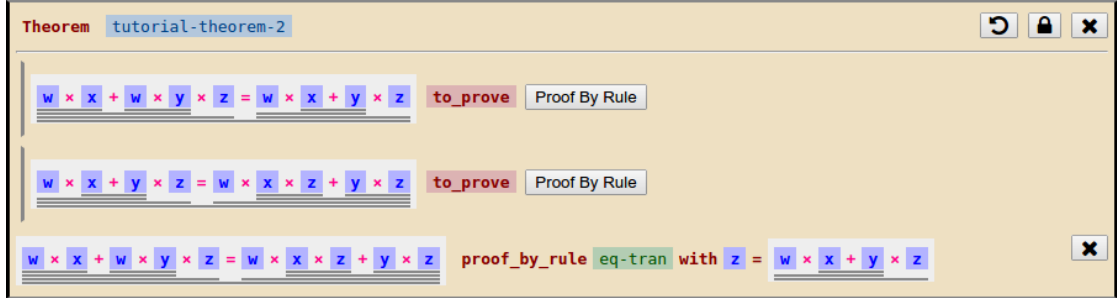 Theorem tutorial-theorem-2
w × x + w × y × z = w × x + y × z to_prove Proof By Rule
w × x + y × z = w × x × z + y × z to_prove Proof By Rule
w × x + w × y × z = w × x × z + y × z proof_by_rule eq-tran with z = w × x + y × z